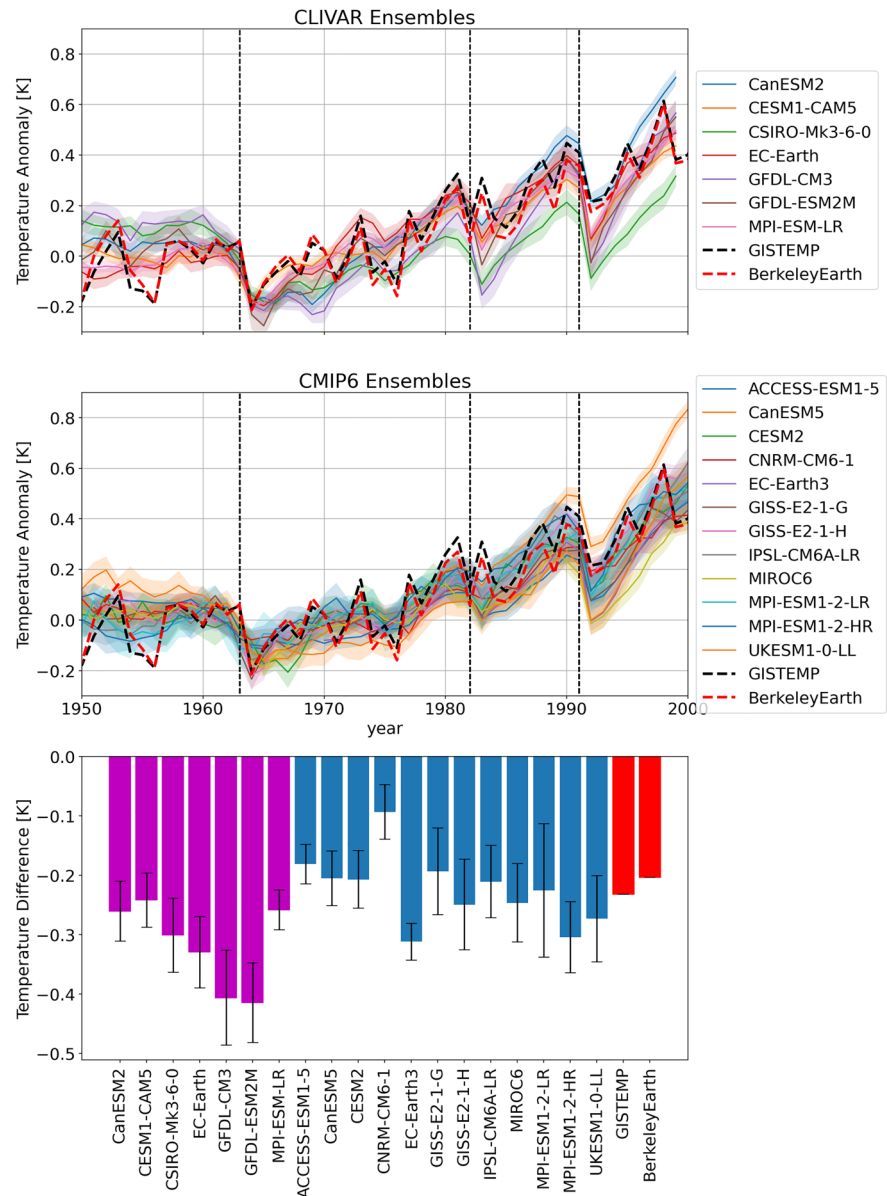 CLIVAR Ensembles
Temperature Anomaly [K]
0.8
0.6
0.4
0.2
0.0
−0.2
1950
1960
1970
1980
1990
2000
CanESM2
CESM1-CAM5
CSIRO-Mk3-6-0
EC-Earth
GFDL-CM3
GFDL-ESM2M
MPI-ESM-LR
GISTEMP
BerkeleyEarth
CMIP6 Ensembles
Temperature Anomaly [K]
0.8
0.6
0.4
0.2
0.0
−0.2
1950
1960
1970
1980
1990
2000
year
ACCESS-ESM1-5
CanESM5
CESM2
CNRM-CM6-1
EC-Earth3
GISS-E2-1-G
GISS-E2-1-H
IPSL-CM6A-LR
MIROC6
MPI-ESM1-2-LR
MPI-ESM1-2-HR
UKESM1-0-LL
GISTEMP
BerkeleyEarth
Temperature Difference [K]
0.0
−0.1
−0.2
−0.3
−0.4
−0.5
CanESM2
CESM1-CAM5
CSIRO-Mk3-6-0
EC-Earth
GFDL-CM3
GFDL-ESM2M
MPI-ESM-LR
ACCESS-ESM1-5
CanESM5
CESM2
CNRM-CM6-1
EC-Earth3
GISS-E2-1-G
GISS-E2-1-H
IPSL-CM6A-LR
MIROC6
MPI-ESM1-2-LR
MPI-ESM1-2-HR
UKESM1-0-LL
GISTEMP
BerkeleyEarth